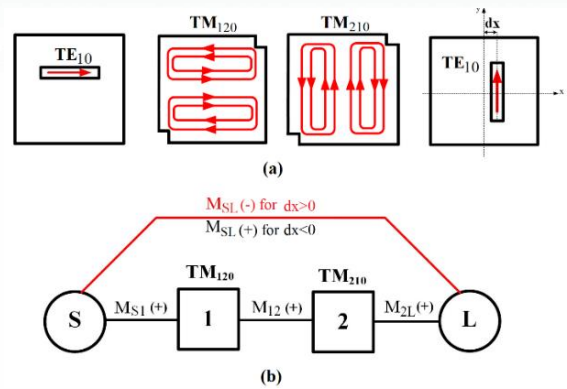 TE10
TM120
TM210
y
dx
TE10
x
(a)
MSL (-) for dx>0
MSL (+) for dx<0
TM120
TM210
S
MS1 (+)
1
M12 (+)
2
M2L (+)
L
(b)